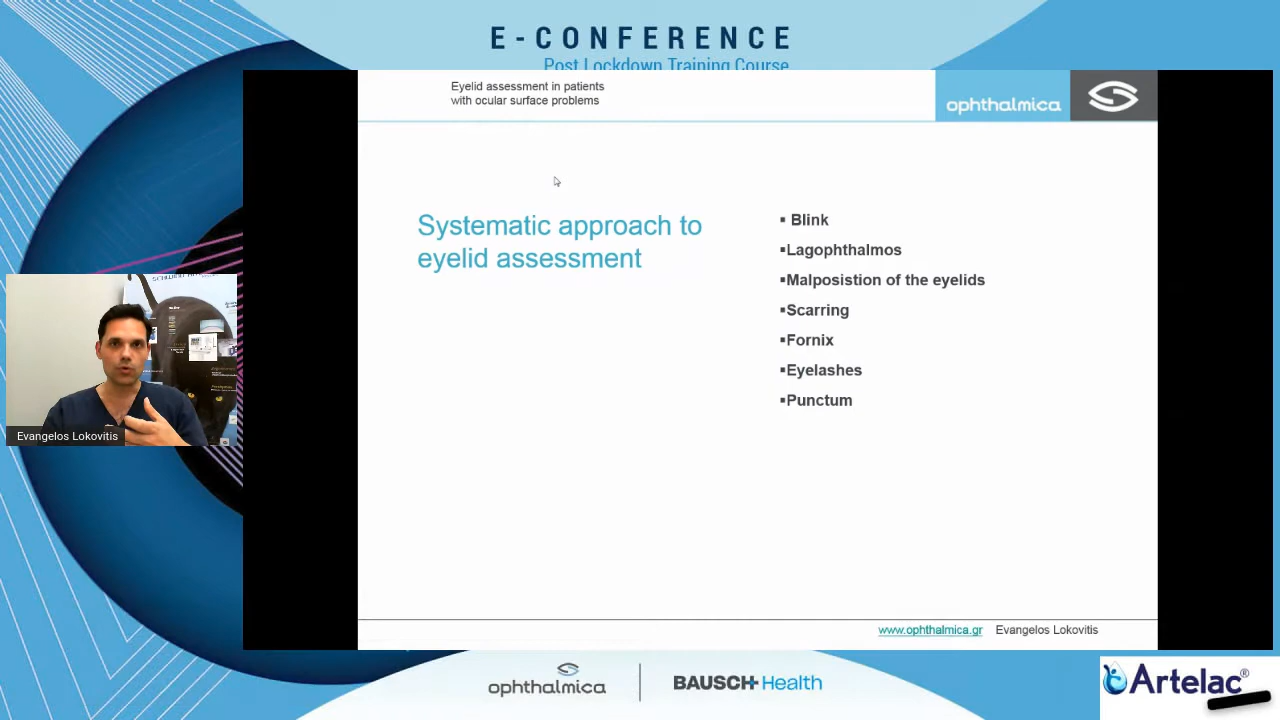 E-CONFERENCE
Post Lockdown Training Course
Eyelid assessment in patients
with ocular surface problems
ophthalmica
Systematic approach to
eyelid assessment
▪ Blink
▪Lagophthalmos
▪Malposistion of the eyelids
▪Scarring
▪Fornix
▪Eyelashes
▪Punctum
Evangelos Lokovitis
www.ophthalmica.gr Evangelos Lokovitis
ophthalmica
BAUSCH+Health
Artelac®